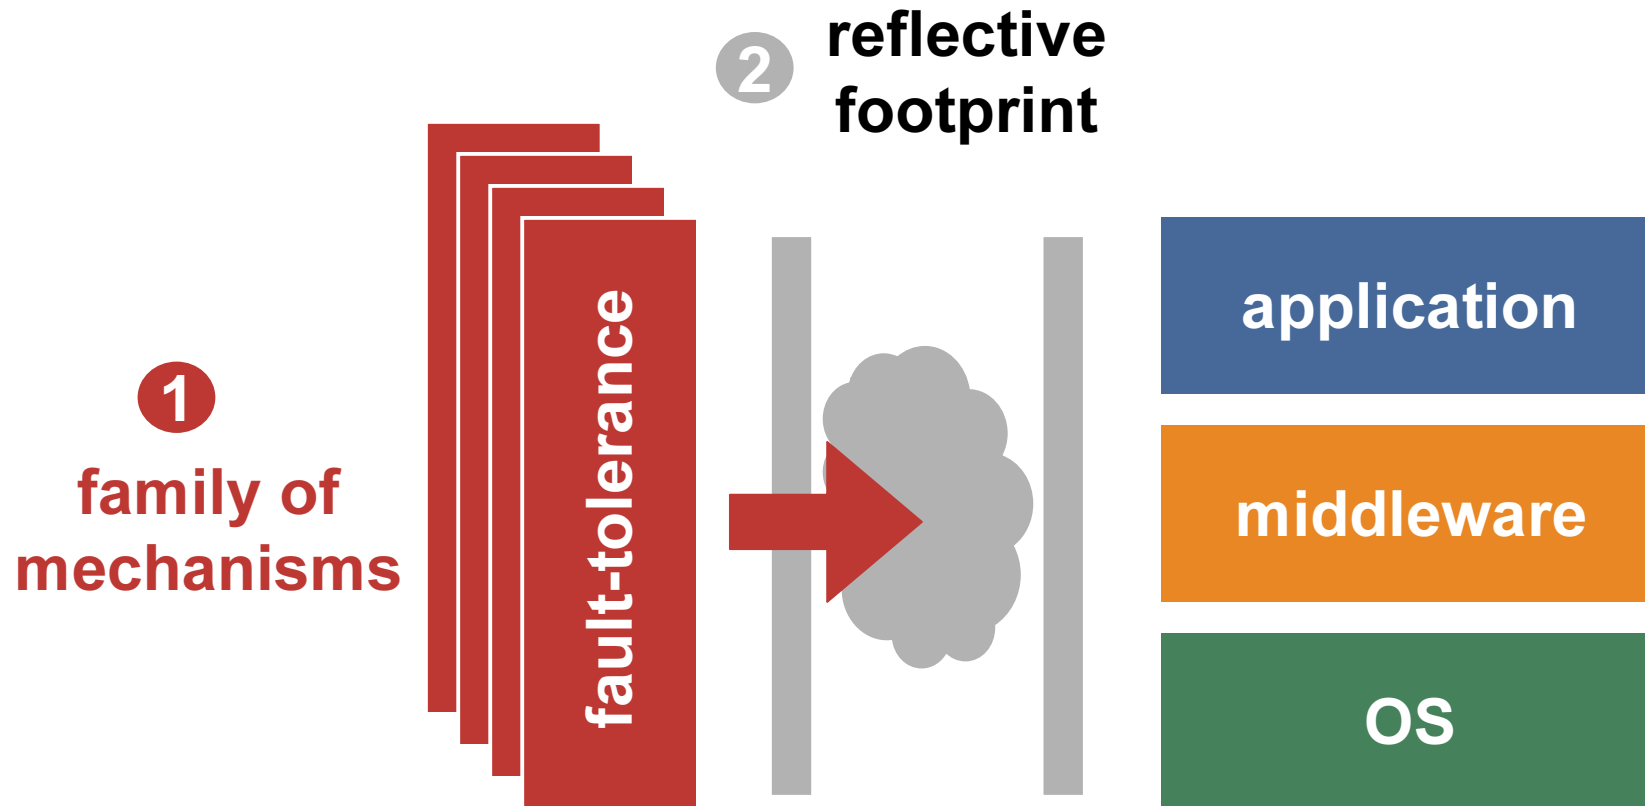 2
reflective
footprint
1
family of
mechanisms
fault-tolerance
application
middleware
OS